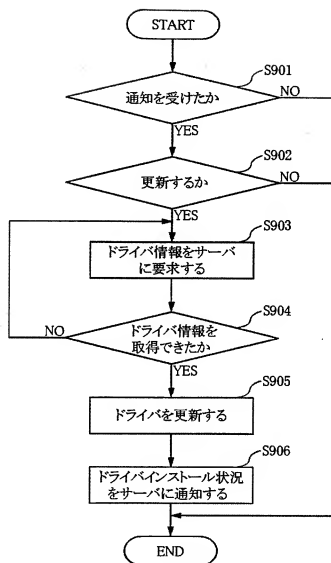 START
S901
通知を受けたか
NO
YES
S902
更新するか
NO
YES
S903
ドライバ情報をサーバ
に要求する
S904
ドライバ情報を
取得できたか
NO
YES
S905
ドライバを更新する
S906
ドライバインストール状況
をサーバに通知する
END